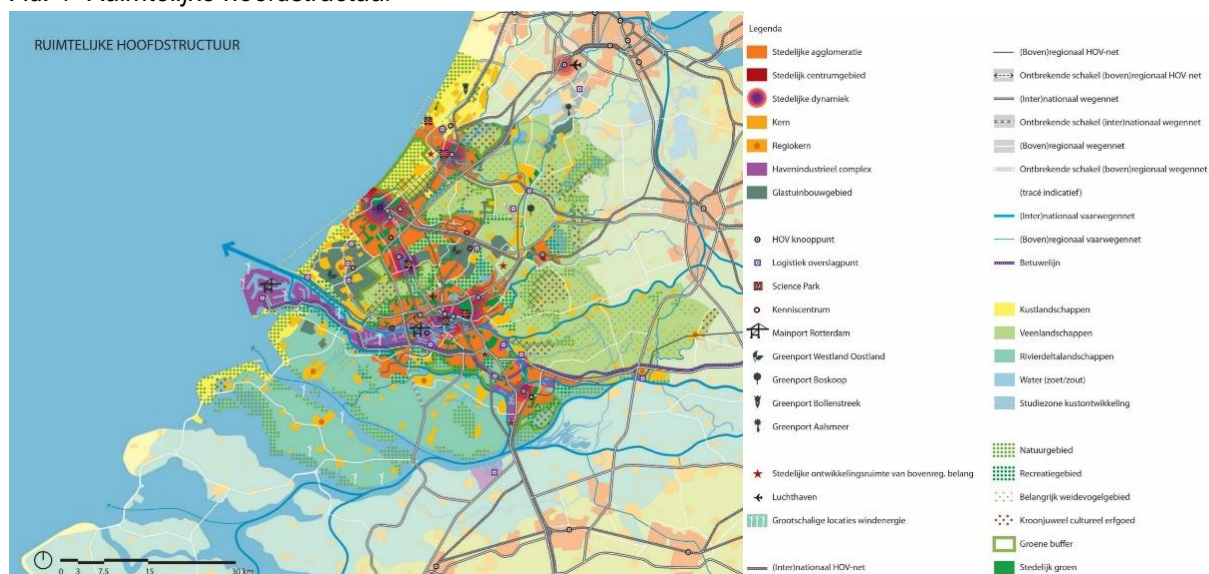 RUIMTELIJKE HOOFDSTRUCTUUR
0 3 7.5 15 30 km
Legenda
Stedelijke agglomeratie
Stedelijk centrumgebied
Stedelijke dynamiek
Kern
Regiokern
Havenindustrieel complex
Glastuinbouwgebied
HOV knooppunt
Logistiek overslagpunt
Science Park
Kenniscentrum
Mainport Rotterdam
Greenport Westland Oostland
Greenport Boskoop
Greenport Bollenstreek
Greenport Aalsmeer
Stedelijke ontwikkelingsruimte van bovenreg. belang
Luchthaven
Grootschalige locaties windenergie
(Inter)nationaal HOV-net
(Boven)regionaal HOV-net
Ontbrekende schakel (boven)regionaal HOV-net
(Inter)nationaal wegennet
Ontbrekende schakel (inter)nationaal wegennet
(Boven)regionaal wegennet
Ontbrekende schakel (boven)regionaal wegennet
(tracé indicatief)
(Inter)nationaal vaarwegennet
(Boven)regionaal vaarwegennet
Betuwelijn
Kustlandschappen
Veenlandschappen
Rivierdeltalandschappen
Water (zoet/zout)
Studiezone kustontwikkeling
Natuurgebied
Recreatiegebied
Belangrijk weidevogelgebied
Kroonjuweel cultureel erfgoed
Groene buffer
Stedelijk groen